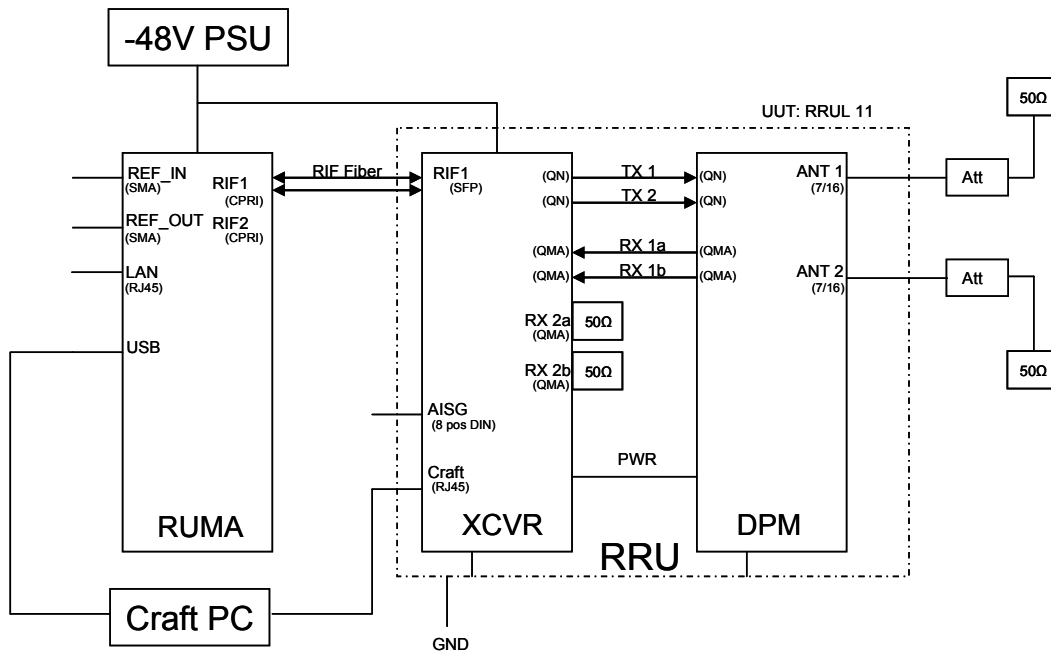 -48V PSU
UUT: RRUL 11
50Ω
REF_IN
(SMA)
RIF1
(CPRI)
REF_OUT
(SMA)
RIF2
(CPRI)
LAN
(RJ45)
USB
RUMA
RIF Fiber
RIF1
(SFP)
(QN)
TX 1
(QN)
(QN)
TX 2
(QN)
(QMA)
RX 1a
(QMA)
(QMA)
RX 1b
(QMA)
RX 2a
(QMA)
50Ω
RX 2b
(QMA)
50Ω
AISG
(8 pos DIN)
Craft
(RJ45)
XCVR
PWR
ANT 1
(7/16)
ANT 2
(7/16)
DPM
Att
Att
50Ω
RRU
Craft PC
GND